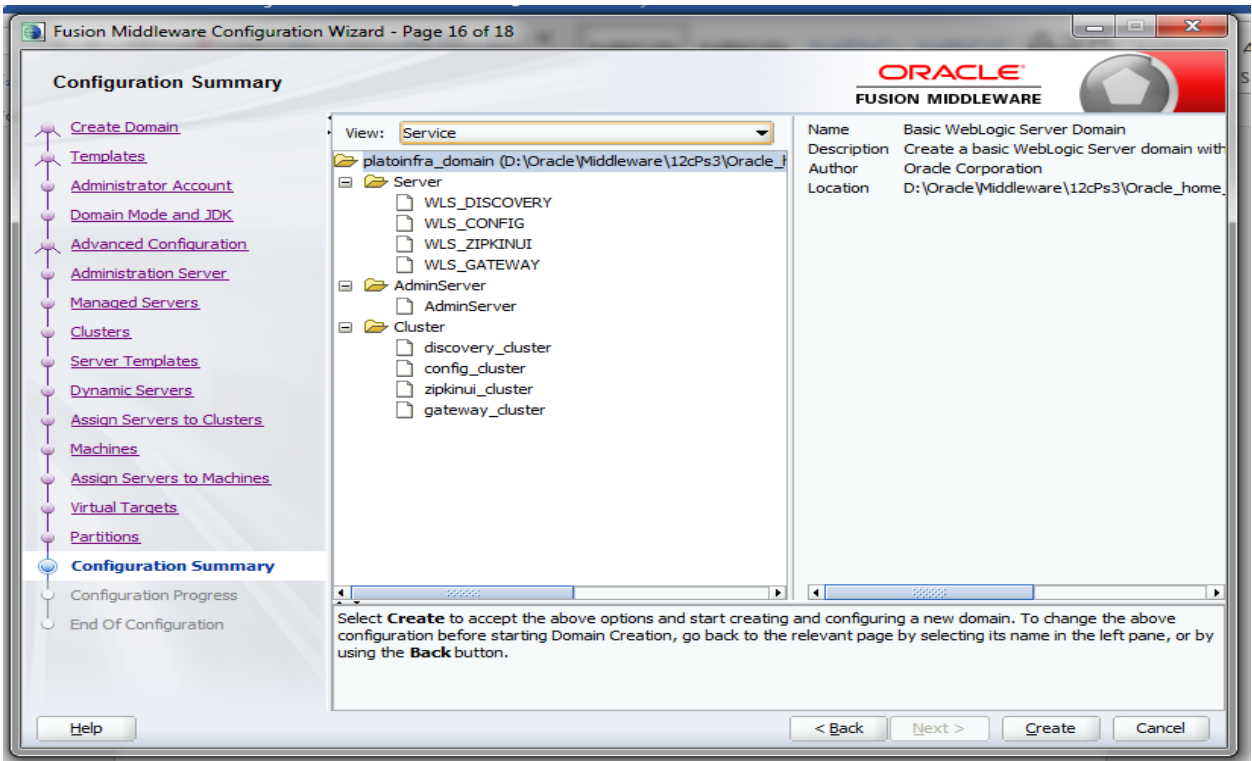 Fusion Middleware Configuration Wizard - Page 16 of 18
Configuration Summary
ORACLE
FUSION MIDDLEWARE
Create Domain
Templates
Administrator Account
Domain Mode and JDK
Advanced Configuration
Administration Server
Managed Servers
Clusters
Server Templates
Dynamic Servers
Assign Servers to Clusters
Machines
Assign Servers to Machines
Virtual Targets
Partitions
Configuration Summary
Configuration Progress
End Of Configuration
View: Service
platoinfra_domain (D:\Oracle\Middleware\12cPs3\Oracle_
Server
WLS_DISCOVERY
WLS_CONFIG
WLS_ZIPKINUI
WLS_GATEWAY
AdminServer
AdminServer
Cluster
discovery_cluster
config_cluster
zipkinui_cluster
gateway_cluster
Name Basic WebLogic Server Domain
Description Create a basic WebLogic Server domain with
Author Oracle Corporation
Location D:\Oracle\Middleware\12cPs3\Oracle_home_
Select Create to accept the above options and start creating and configuring a new domain. To change the above
configuration before starting Domain Creation, go back to the relevant page by selecting its name in the left pane, or by
using the Back button.
Help
< Back
Next >
Create
Cancel